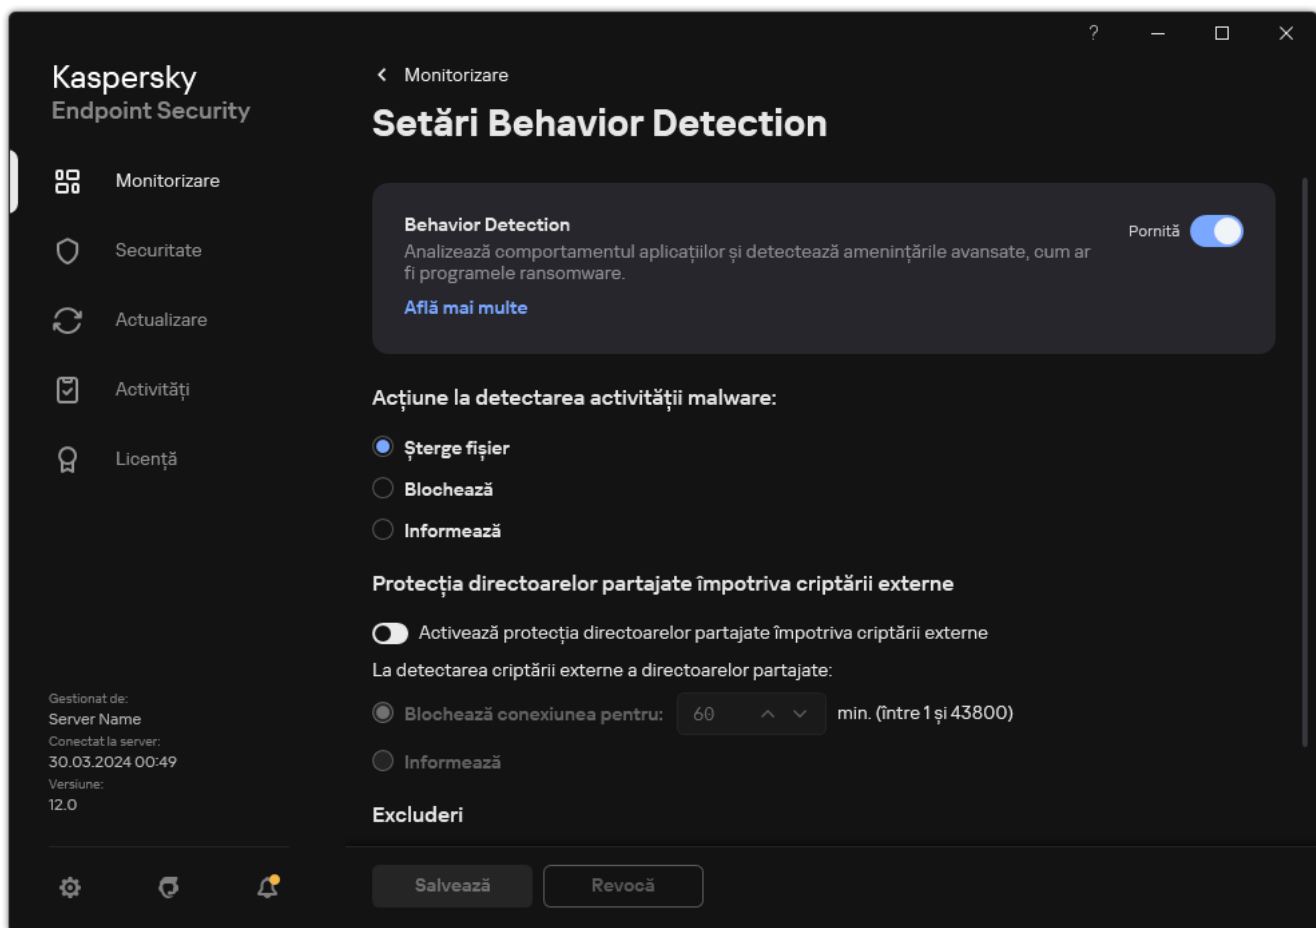 ?
Kaspersky
Endpoint Security
Monitorizare
Securitate
Actualizare
Activități
Licență
Gestionat de:
Server Name
Conectat la server:
30.03.2024 00:49
Versiune:
12.0
Monitorizare
Setări Behavior Detection
Behavior Detection
Analizează comportamentul aplicațiilor și detectează amenințările avansate, cum ar
fi programele ransomware.
Află mai multe
Pornită
Acțiune la detectarea activității malware:
Șterge fișier
Blochează
Informează
Protecția directoarelor partajate împotriva criptării externe
Activează protecția directoarelor partajate împotriva criptării externe
La detectarea criptării externe a directoarelor partajate:
Blochează conexiunea pentru: 60 min. (între 1 și 43800)
Informează
Excluderi
Salvează Revocă